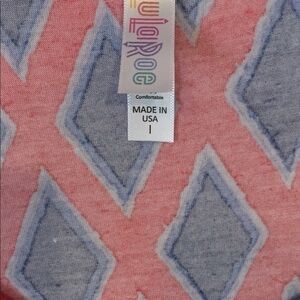 LuLaRoe
Comfortable
MADE IN
USA
I